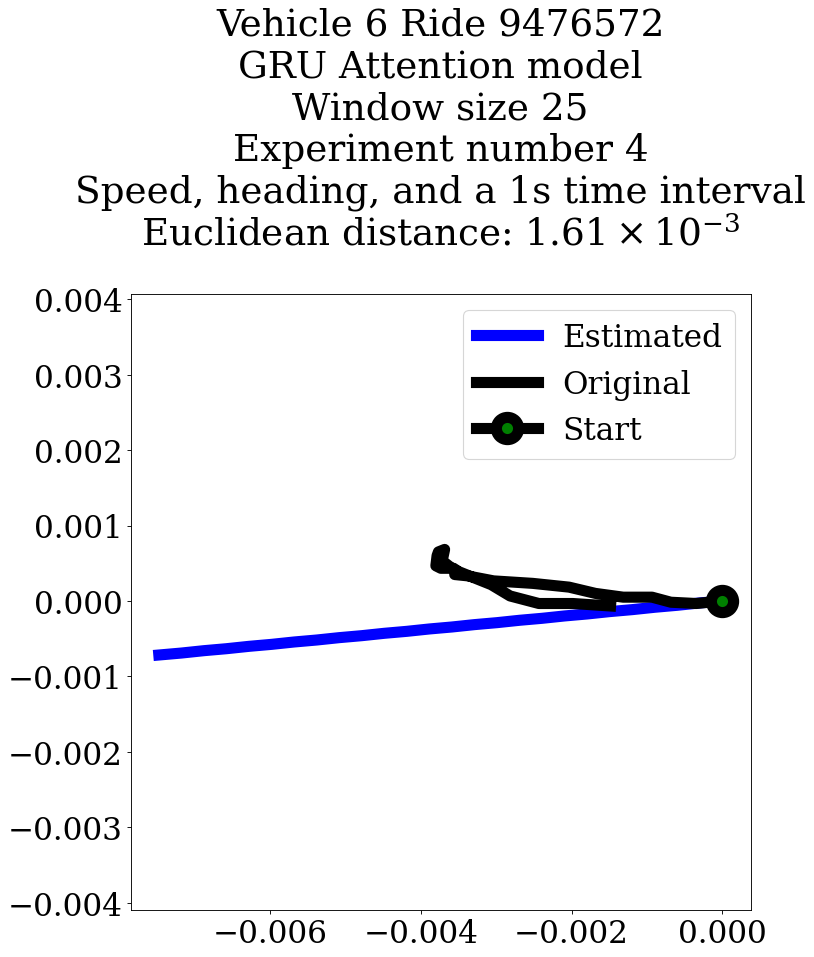 Vehicle 6 Ride 9476572
GRU Attention model
Window size 25
Experiment number 4
Speed, heading, and a 1s time interval
Euclidean distance: 1.61 × 10⁻³
Estimated
Original
Start
0.004
0.003
0.002
0.001
0.000
−0.001
−0.002
−0.003
−0.004
−0.006 −0.004 −0.002 0.000